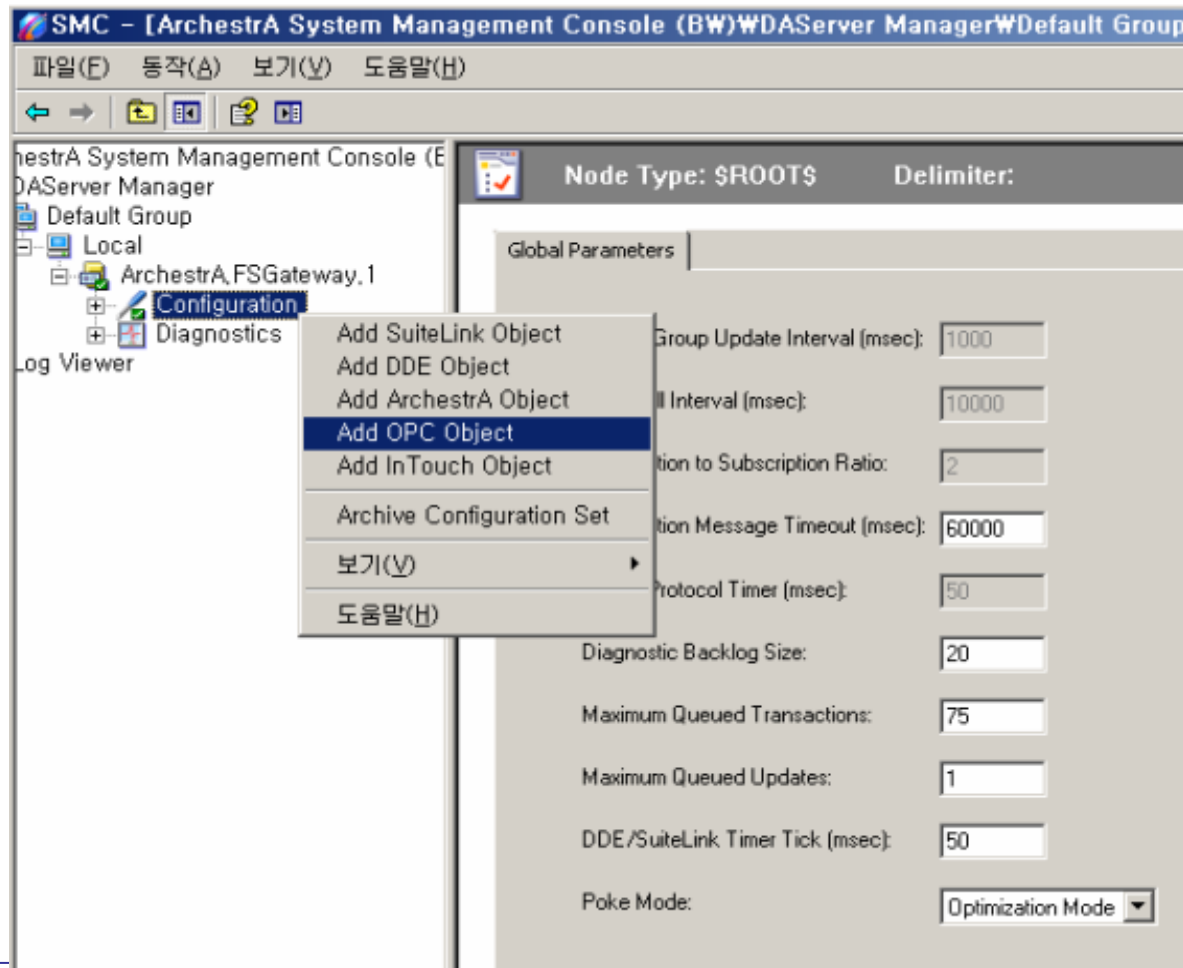 SMC - [ArchestrA System Management Console (BW)₩DAServer Manager₩Default Group
파일(F) 동작(A) 보기(V) 도움말(H)
hestrA System Management Console (E
DAServer Manager
Default Group
Local
ArchestrA.FSGateway.1
Configuration
Diagnostics
Log Viewer
Add SuiteLink Object
Add DDE Object
Add ArchestrA Object
Add OPC Object
Add InTouch Object
Archive Configuration Set
보기(V)
도움말(H)
Node Type: $ROOT$ Delimiter:
Global Parameters
Group Update Interval (msec): 1000
Interval (msec): 10000
tion to Subscription Ratio: 2
tion Message Timeout (msec): 60000
Protocol Timer (msec): 50
Diagnostic Backlog Size: 20
Maximum Queued Transactions: 75
Maximum Queued Updates: 1
DDE/SuiteLink Timer Tick (msec): 50
Poke Mode: Optimization Mode